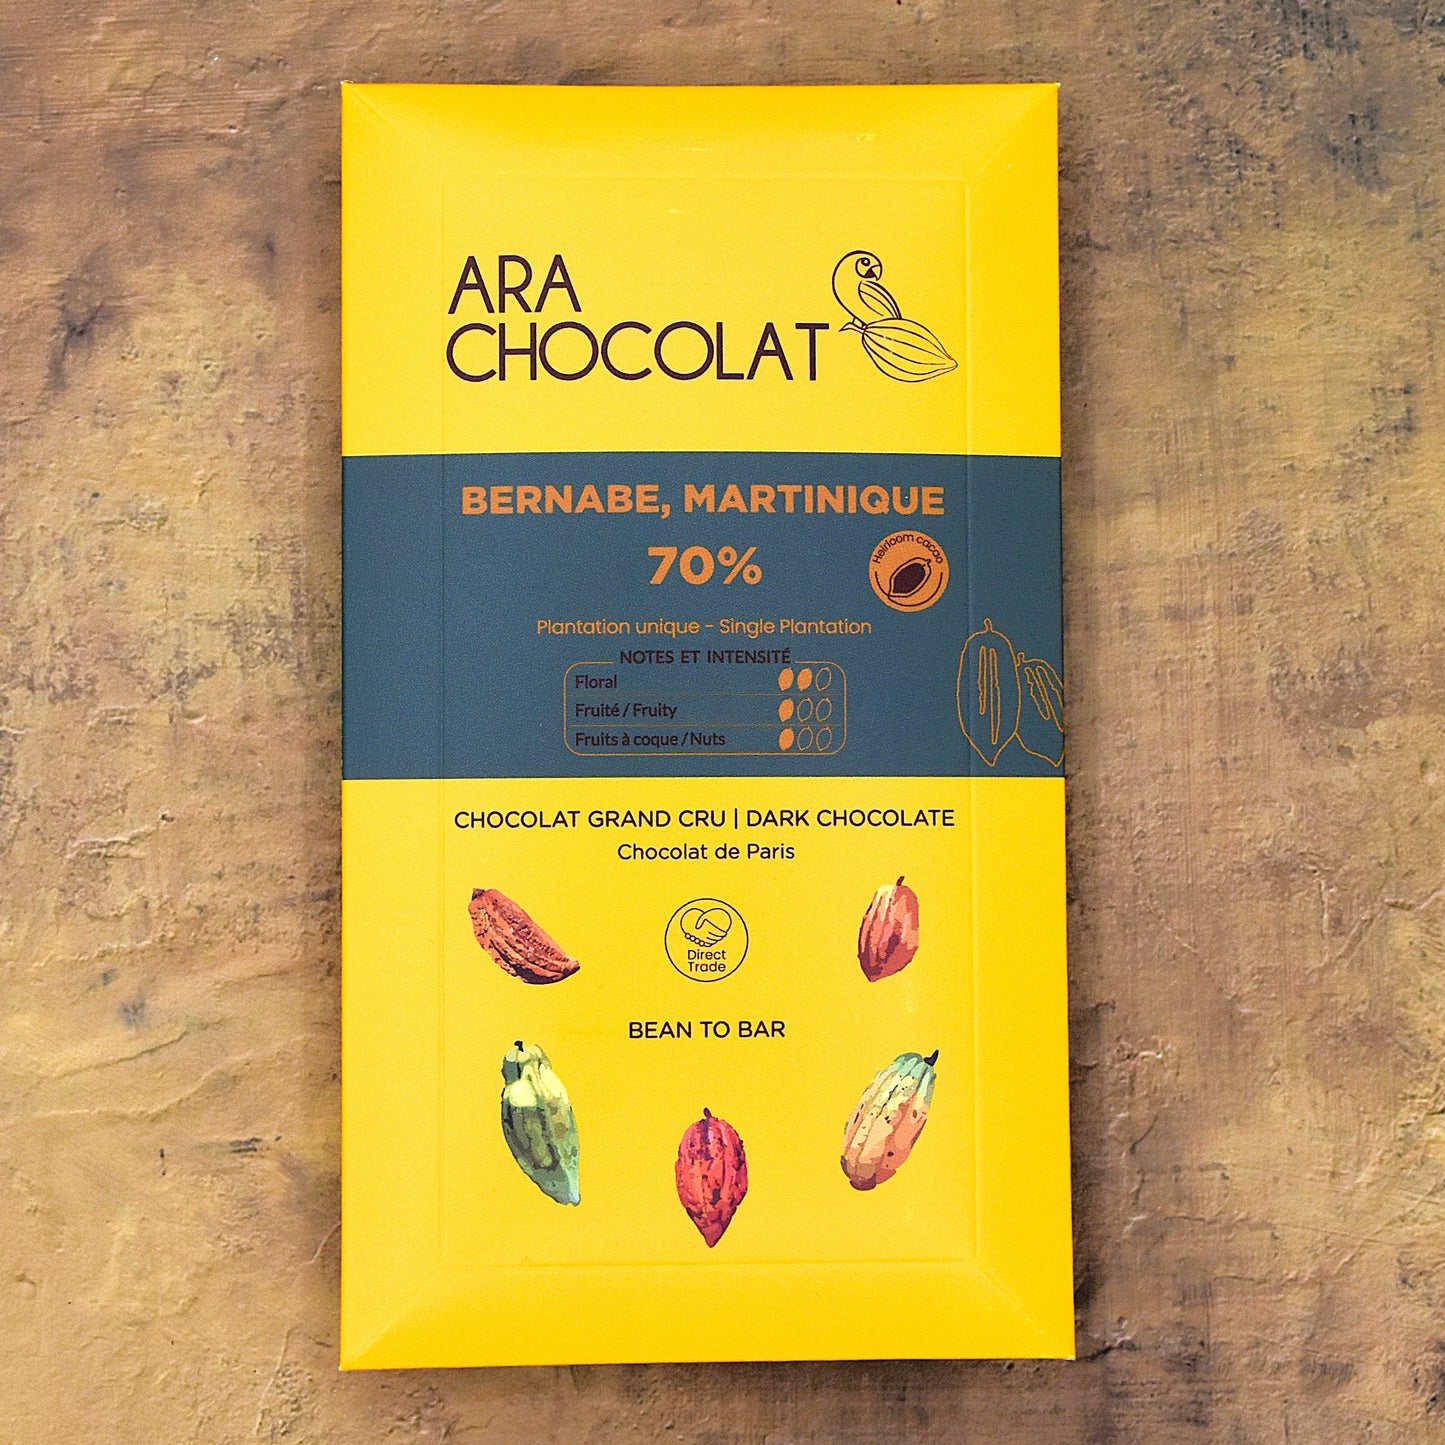 ARA
CHOCOLAT
BERNABE, MARTINIQUE
70%
Heirloom cacao
Plantation unique - Single Plantation
NOTES ET INTENSITÉ
Floral
Fruité / Fruity
Fruits à coque / Nuts
CHOCOLAT GRAND CRU | DARK CHOCOLATE
Chocolat de Paris
Direct
Trade
BEAN TO BAR